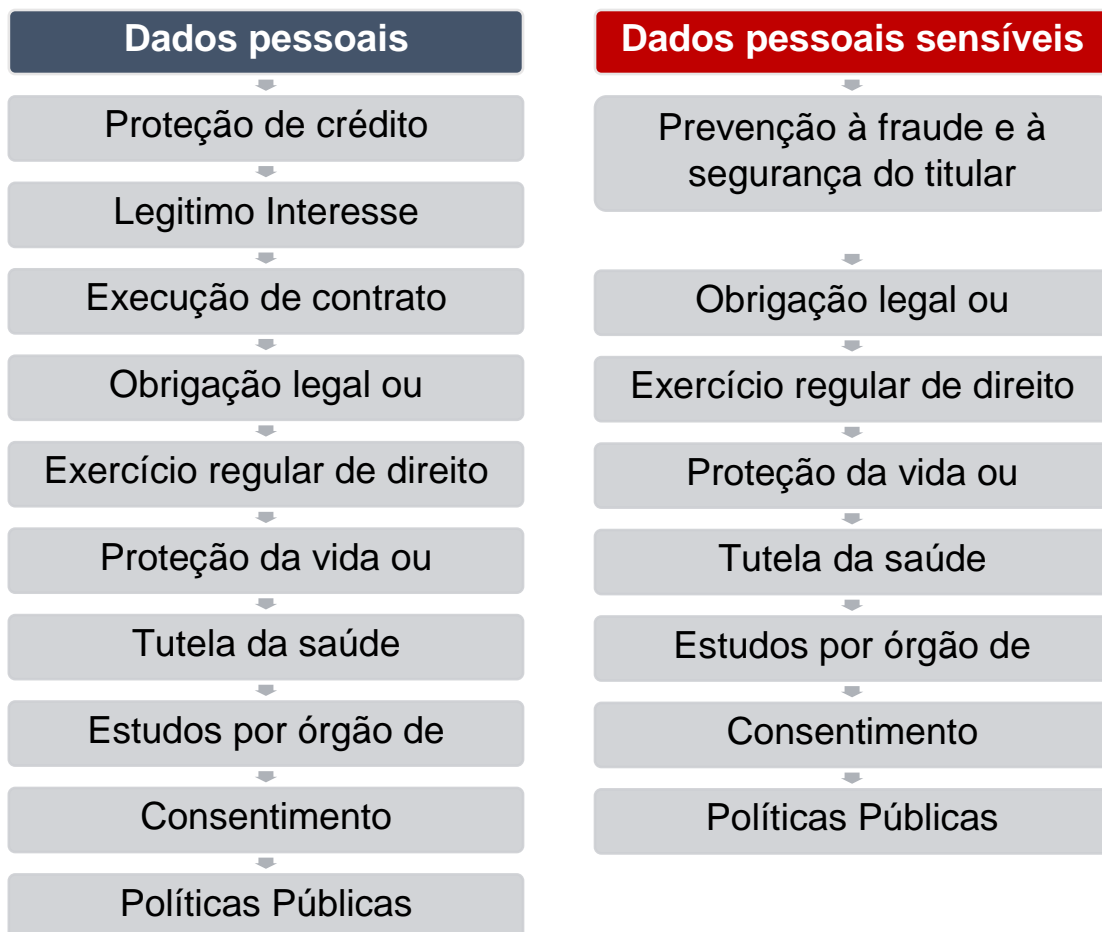 Dados pessoais
Proteção de crédito
Legitimo Interesse
Execução de contrato
Obrigação legal ou
Exercício regular de direito
Proteção da vida ou
Tutela da saúde
Estudos por órgão de
Consentimento
Políticas Públicas
Dados pessoais sensíveis
Prevenção à fraude e à
segurança do titular
Obrigação legal ou
Exercício regular de direito
Proteção da vida ou
Tutela da saúde
Estudos por órgão de
Consentimento
Políticas Públicas